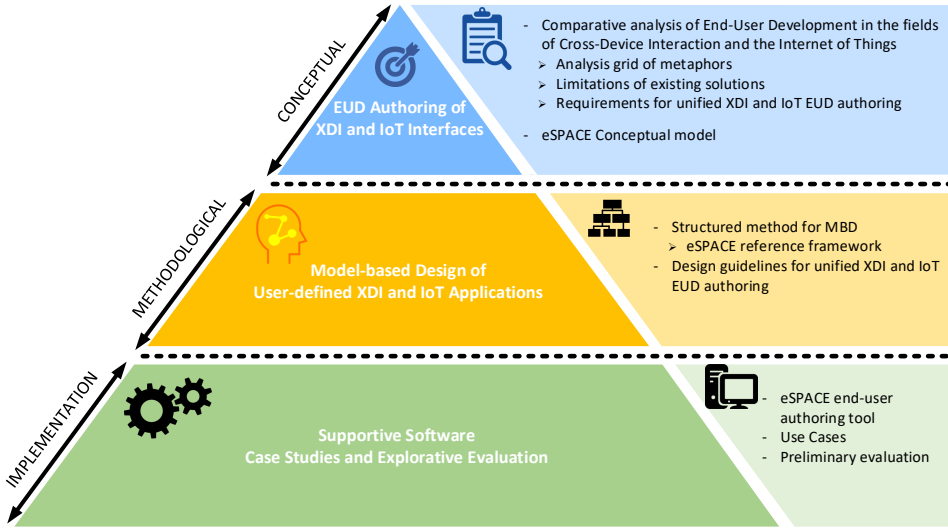 CONCEPTUAL
EUD Authoring of
XDI and IoT Interfaces
- Comparative analysis of End-User Development in the fields
of Cross-Device Interaction and the Internet of Things
➢ Analysis grid of metaphors
➢ Limitations of existing solutions
➢ Requirements for unified XDI and IoT EUD authoring
- eSPACE Conceptual model
METHODOLOGICAL
Model-based Design of
User-defined XDI and IoT Applications
- Structured method for MBD
➢ eSPACE reference framework
- Design guidelines for unified XDI and IoT
EUD authoring
IMPLEMENTATION
Supportive Software
Case Studies and Explorative Evaluation
- eSPACE end-user
authoring tool
- Use Cases
- Preliminary evaluation